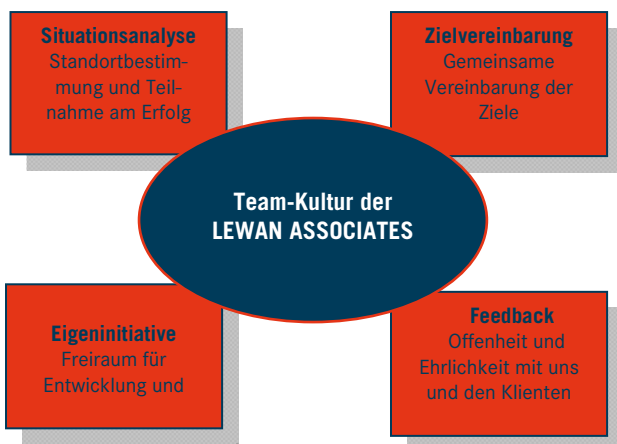 Situationsanalyse
Standortbestim-
mung und Teil-
nahme am Erfolg
Zielvereinbarung
Gemeinsame
Vereinbarung der
Ziele
Team-Kultur der
LEWAN ASSOCIATES
Eigeninitiative
Freiraum für
Entwicklung und
Feedback
Offenheit und
Ehrlichkeit mit uns
und den Klienten